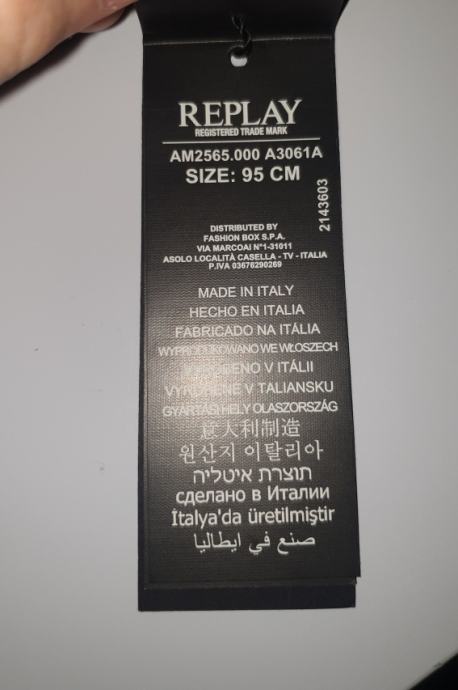 REPLAY
REGISTERED TRADE MARK
AM2565.000 A3061A
SIZE: 95 CM
2143603
DISTRIBUTED BY
FASHION BOX S.P.A.
VIA MARCOAI N°1-31011
ASOLO LOCALITÀ CASELLA - TV - ITALIA
P.IVA 03676290269
MADE IN ITALY
HECHO EN ITALIA
FABRICADO NA ITÁLIA
WYPRODUKOWANO WE WŁOSZECH
V ITÁLII
V TALIANSKU
GYÁRTÁSI HELY OLASZORSZÁG
意大利制造
원산지 이탈리아
תוצרת איטליה
сделано в Италии
İtalya'da üretilmiştir
صنع في ايطاليا